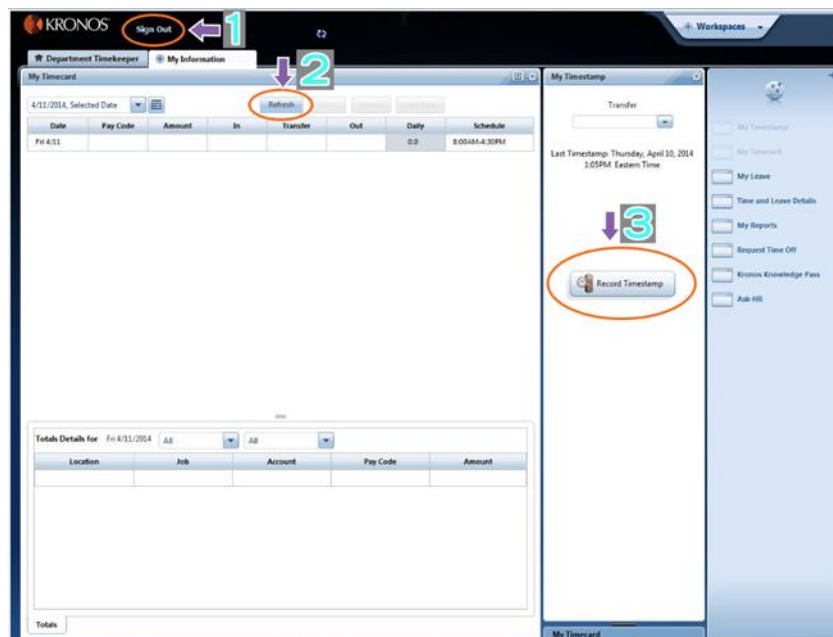 KRONOS
Sign Out
1
Workspaces
Department Timekeeper
My Information
My Timecard
2
4/11/2014, Selected Date
Refresh
Date Pay Code Amount In Transfer Out Daily Schedule
Fri 4/11 0.0 8:00AM-4:30PM
Totals Details for Fri 4/11/2014 All All
Location Job Account Pay Code Amount
Totals
My Timestamp
Transfer
Last Timestamp: Thursday, April 10, 2014
1:05PM Eastern Time
3
Record Timestamp
My Timecard
My Timestamp
My Timecard
My Leave
Time and Leave Details
My Reports
Request Time Off
Kronos Knowledge Pass
Ask HR